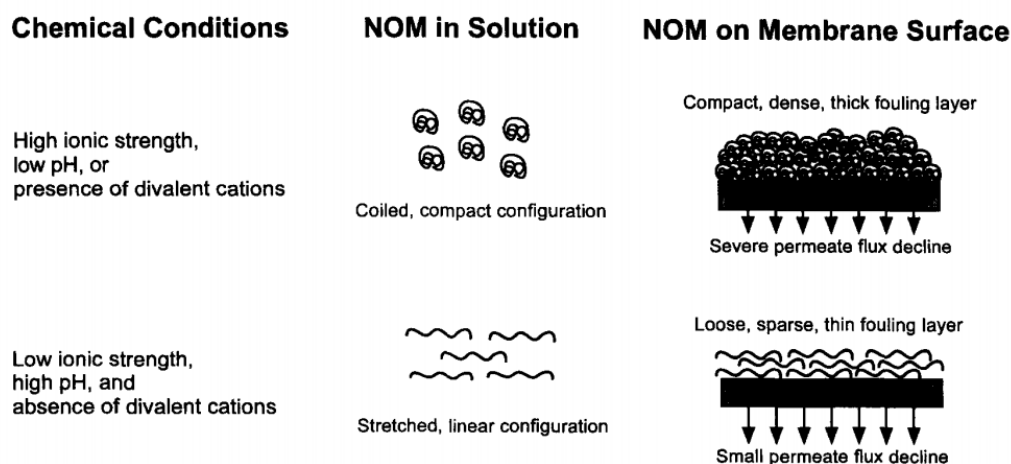 Chemical Conditions
NOM in Solution
NOM on Membrane Surface
High ionic strength,
low pH, or
presence of divalent cations
Coiled, compact configuration
Compact, dense, thick fouling layer
Severe permeate flux decline
Low ionic strength,
high pH, and
absence of divalent cations
Stretched, linear configuration
Loose, sparse, thin fouling layer
Small permeate flux decline